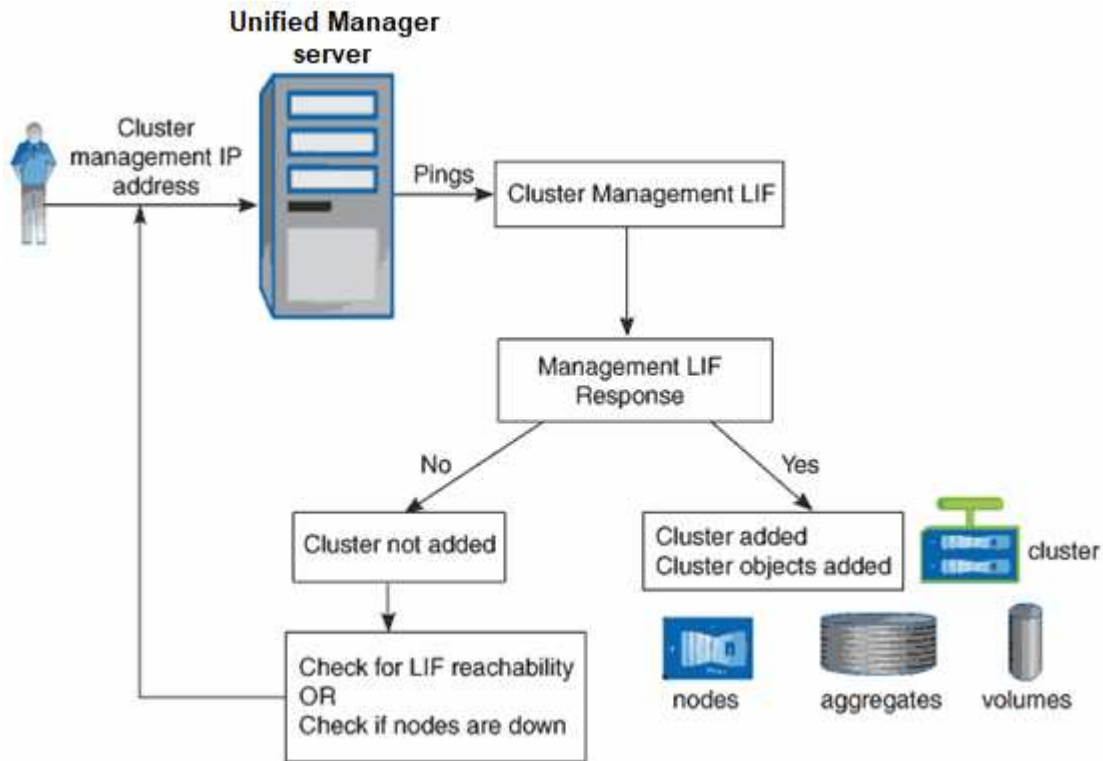 Unified Manager
server
Cluster
management IP
address
Pings
Cluster Management LIF
Management LIF
Response
No
Yes
Cluster not added
Cluster added
Cluster objects added
cluster
Check for LIF reachability
OR
Check if nodes are down
nodes
aggregates
volumes